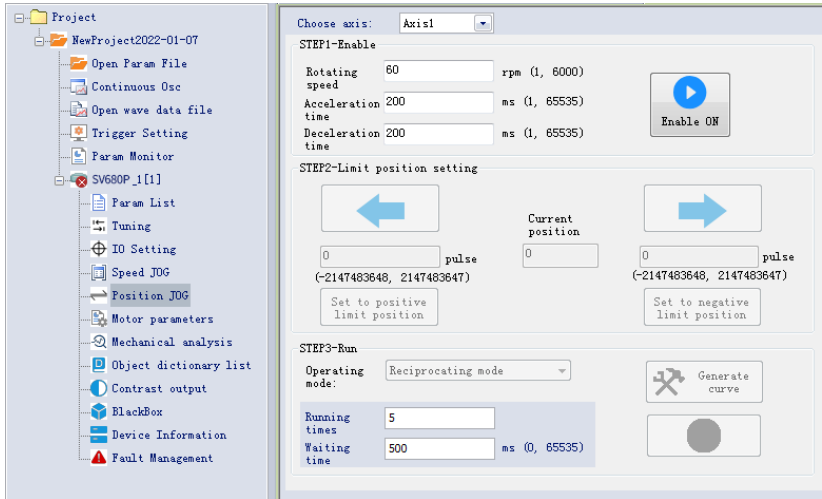 Project
NewProject2022-01-07
Open Param File
Continuous Osc
Open wave data file
Trigger Setting
Param Monitor
SV680P_1[1]
Param List
Tuning
IO Setting
Speed JOG
Position JOG
Motor parameters
Mechanical analysis
Object dictionary list
Contrast output
BlackBox
Device Information
Fault Management
Choose axis: Axis1
STEP1-Enable
Rotating speed 60 rpm (1, 6000)
Acceleration time 200 ms (1, 65535)
Deceleration time 200 ms (1, 65535)
Enable ON
STEP2-Limit position setting
Current
position
0 pulse
(-2147483648, 2147483647)
0
0 pulse
(-2147483648, 2147483647)
Set to positive
limit position
Set to negative
limit position
STEP3-Run
Operating mode: Reciprocating mode
Generate
curve
Running times 5
Waiting time 500 ms (0, 65535)